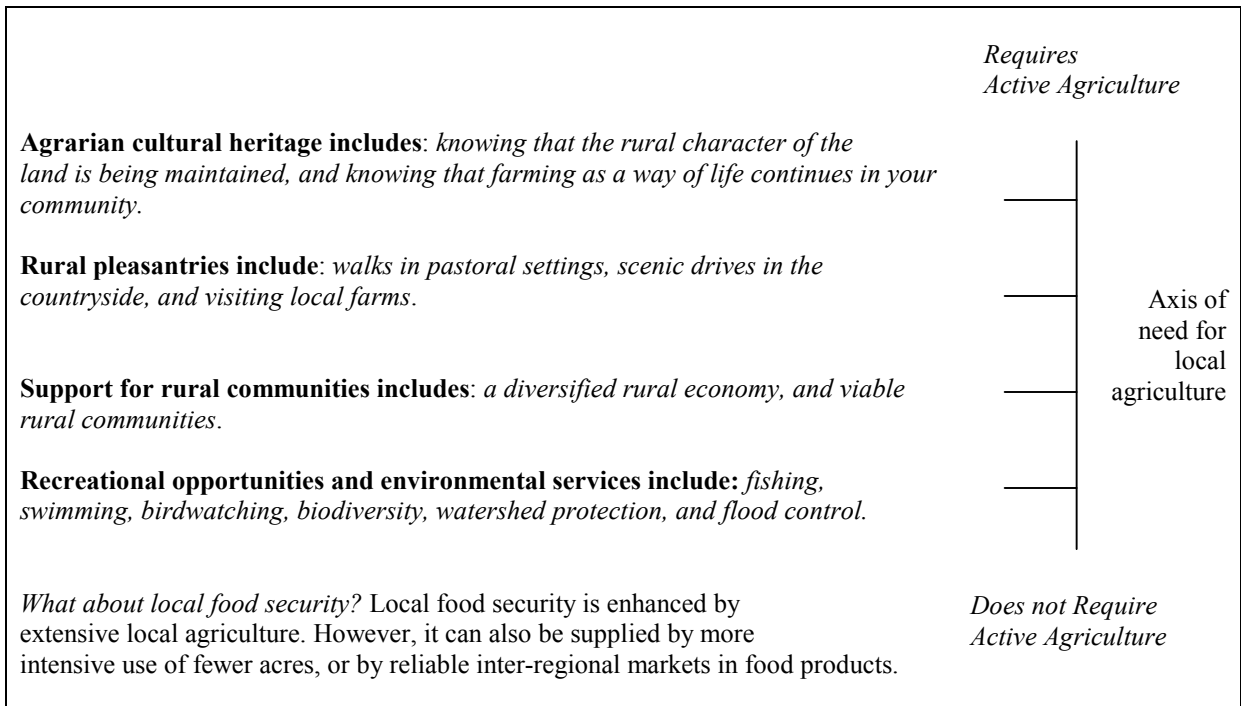 Requires
Active Agriculture
Agrarian cultural heritage includes: knowing that the rural character of the
land is being maintained, and knowing that farming as a way of life continues in your
community.
Rural pleasantries include: walks in pastoral settings, scenic drives in the
countryside, and visiting local farms.
Axis of
need for
local
agriculture
Support for rural communities includes: a diversified rural economy, and viable
rural communities.
Recreational opportunities and environmental services include: fishing,
swimming, birdwatching, biodiversity, watershed protection, and flood control.
What about local food security? Local food security is enhanced by
extensive local agriculture. However, it can also be supplied by more
intensive use of fewer acres, or by reliable inter-regional markets in food products.
Does not Require
Active Agriculture